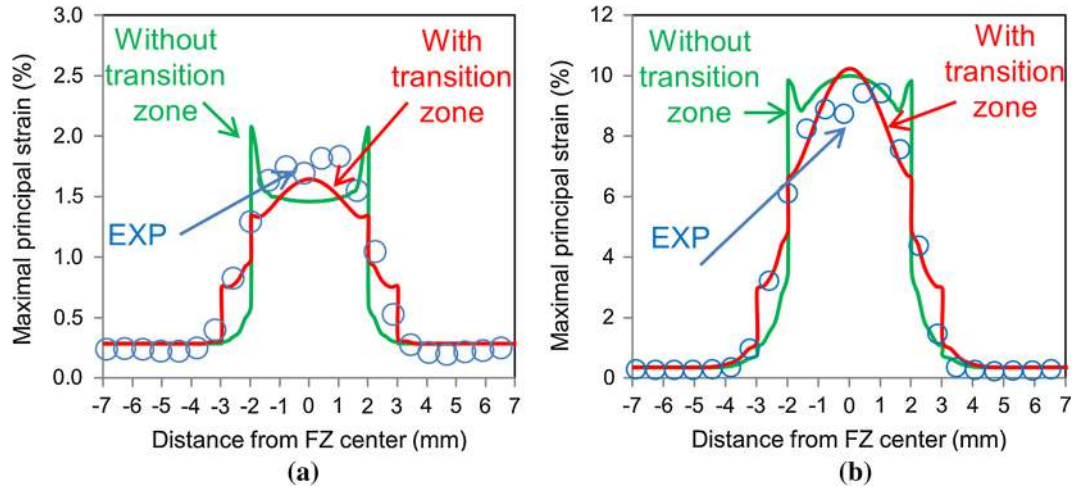 3.0
2.5
2.0
1.5
1.0
0.5
0.0
Maximal principal strain (%)
Without
transition
zone
With
transition
zone
EXP
-7 -6 -5 -4 -3 -2 -1 0 1 2 3 4 5 6 7
Distance from FZ center (mm)
(a)
12
10
8
6
4
2
0
Maximal principal strain (%)
Without
transition
zone
With
transition
zone
EXP
-7 -6 -5 -4 -3 -2 -1 0 1 2 3 4 5 6 7
Distance from FZ center (mm)
(b)